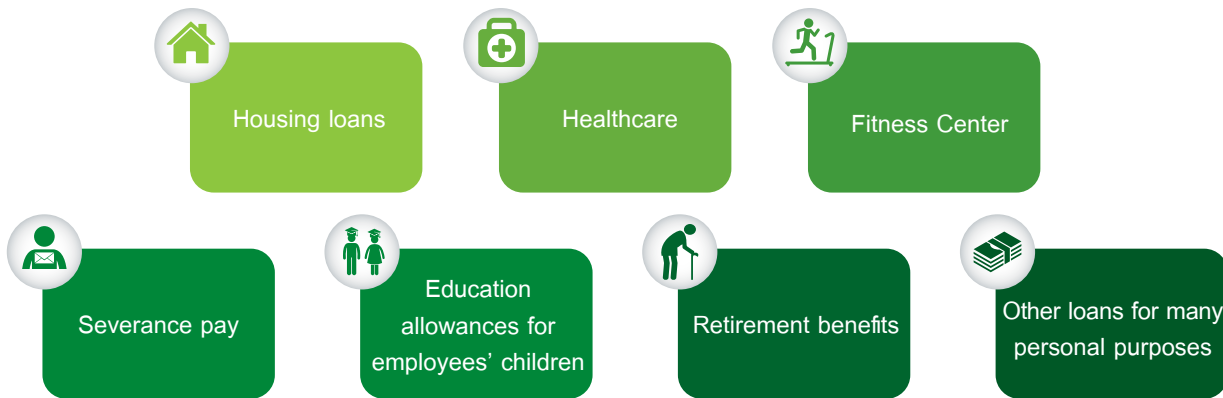 Housing loans
Healthcare
Fitness Center
Severance pay
Education
allowances for
employees’ children
Retirement benefits
Other loans for many
personal purposes